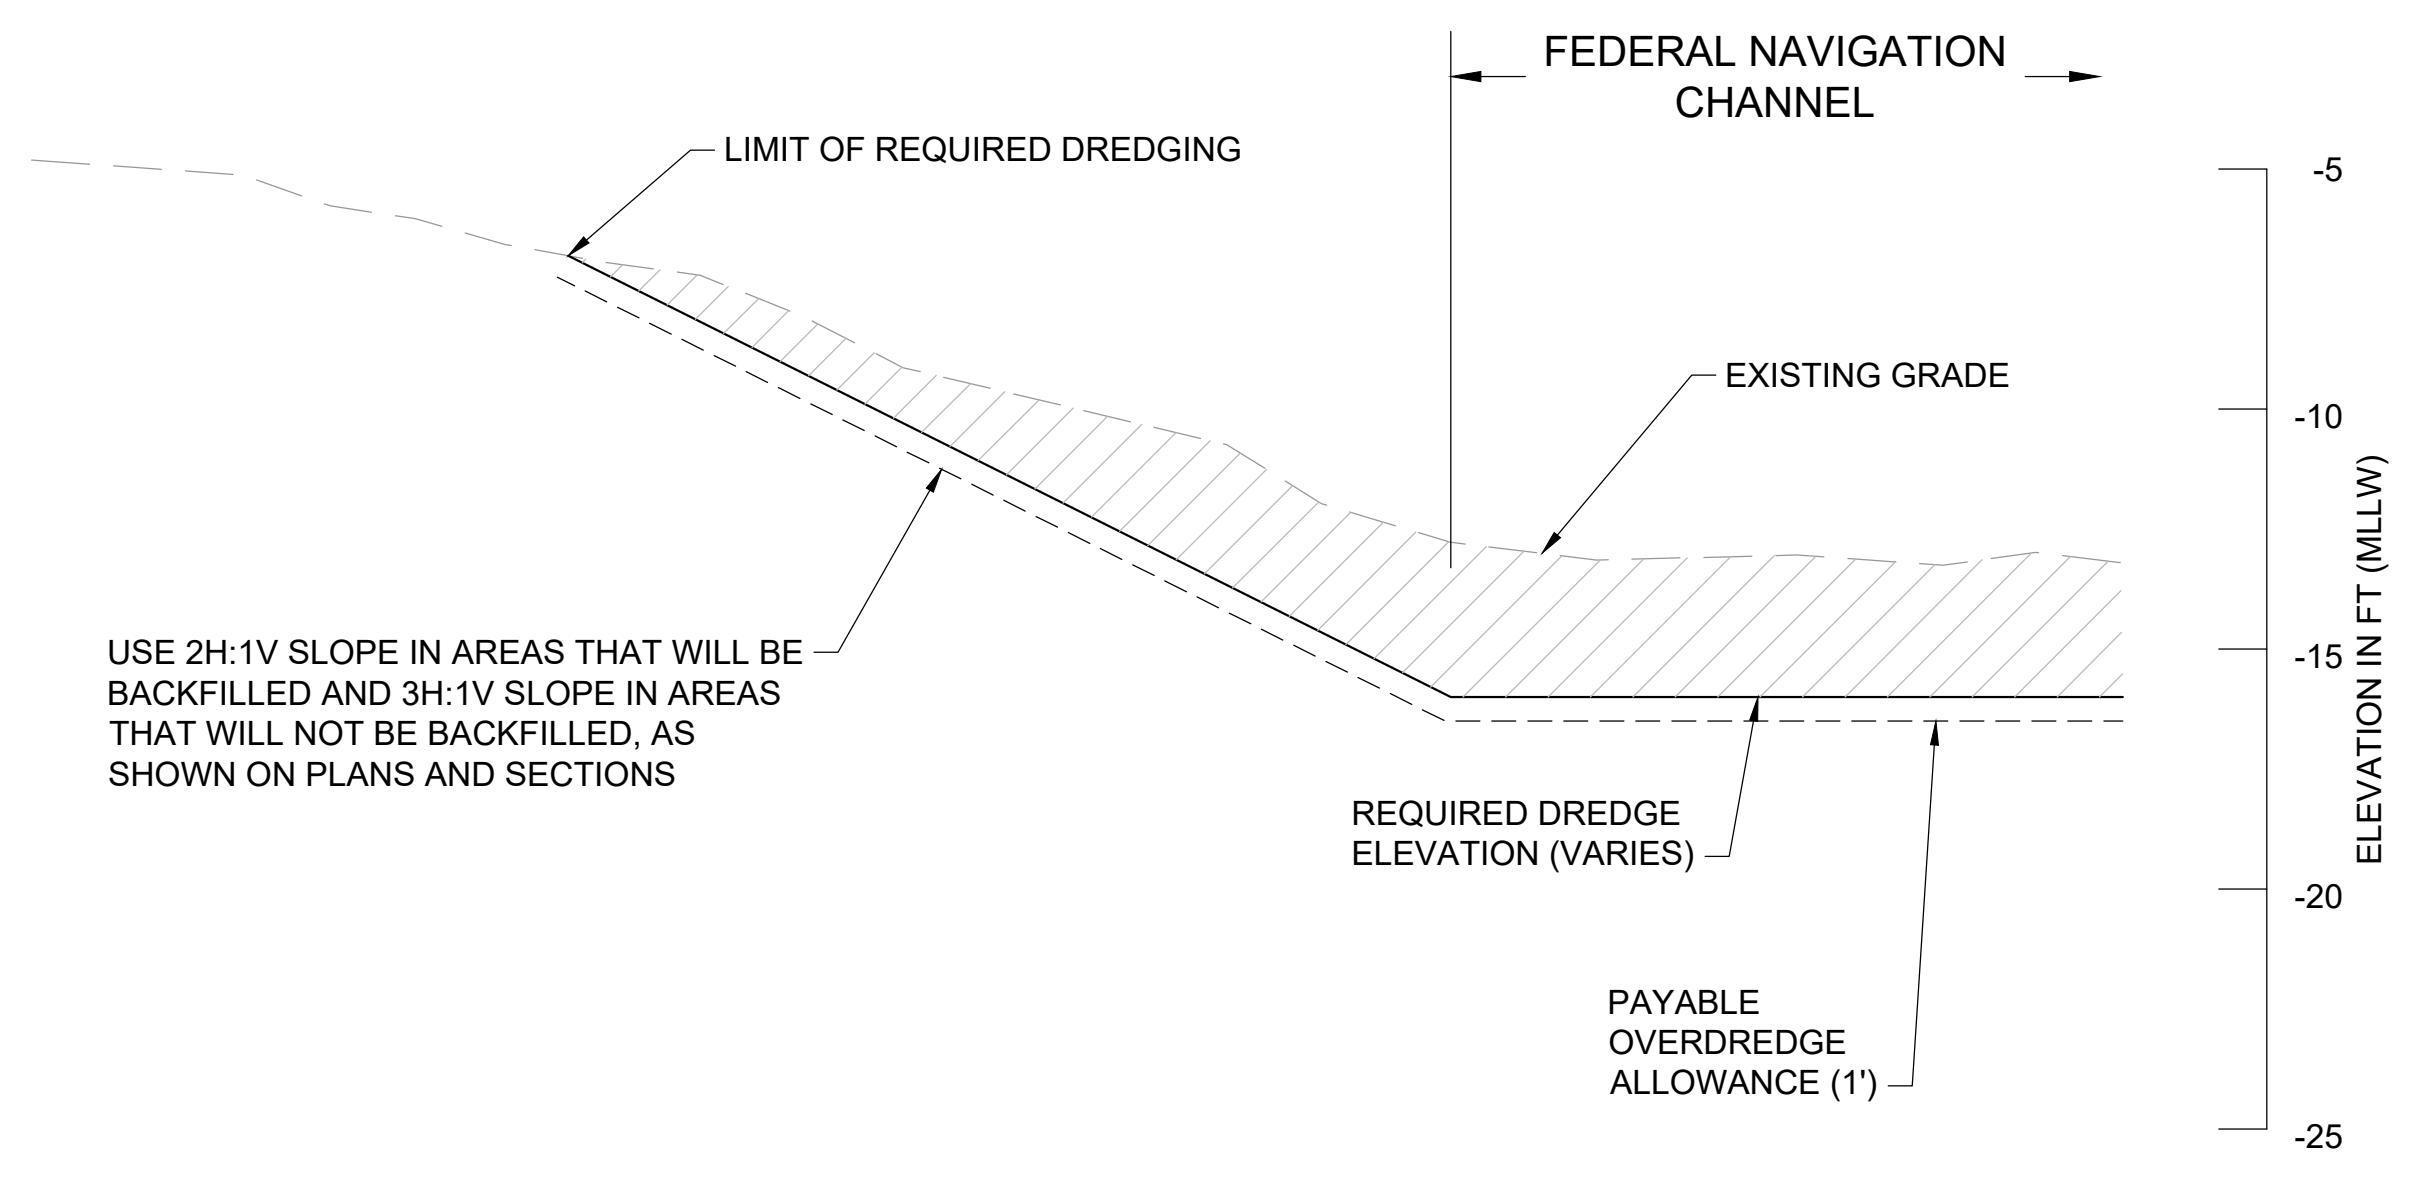 FEDERAL NAVIGATION
CHANNEL
LIMIT OF REQUIRED DREDGING
-5
EXISTING GRADE
-10
ELEVATION IN FT (MLLW)
USE 2H:1V SLOPE IN AREAS THAT WILL BE
BACKFILLED AND 3H:1V SLOPE IN AREAS
THAT WILL NOT BE BACKFILLED, AS
SHOWN ON PLANS AND SECTIONS
-15
REQUIRED DREDGE
ELEVATION (VARIES)
-20
PAYABLE
OVERDREDGE
ALLOWANCE (1')
-25